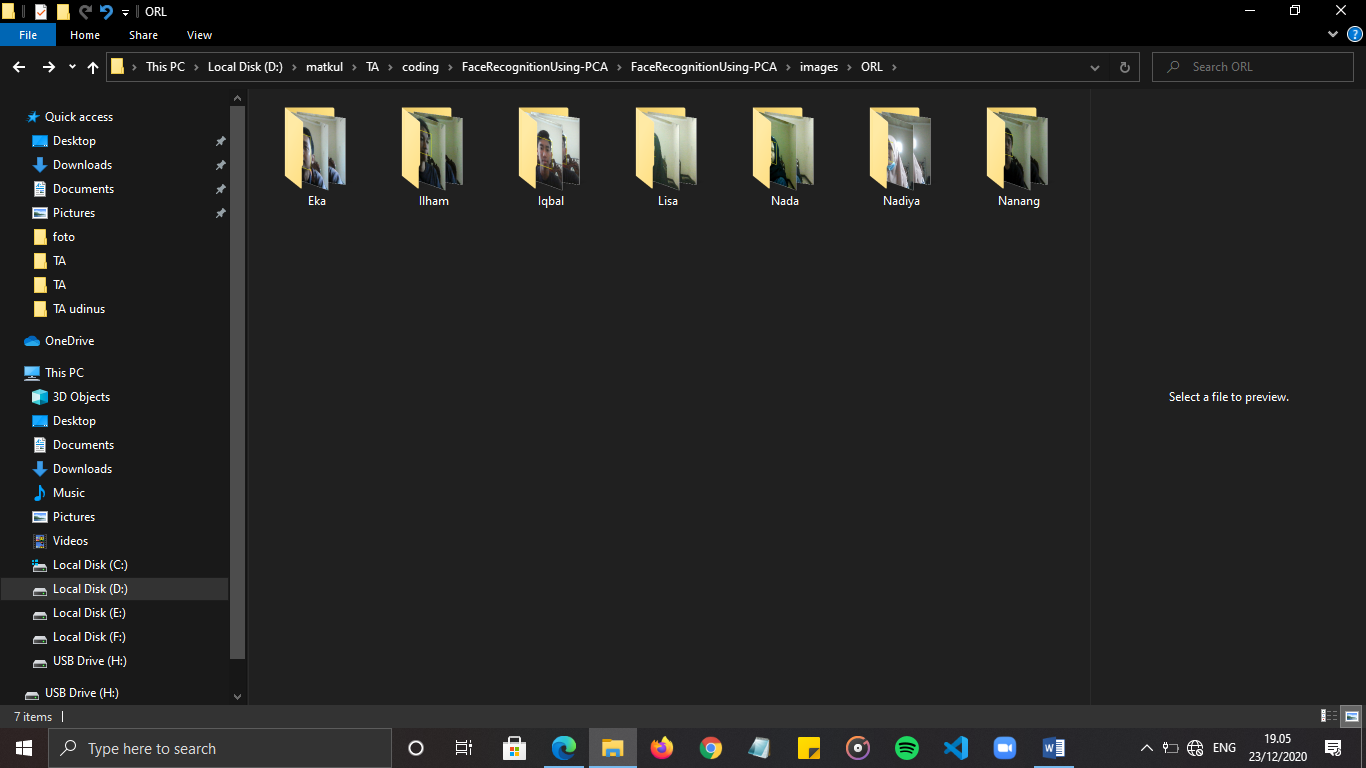 ORL
File Home Share View
This PC Local Disk (D:) matkul TA coding FaceRecognitionUsing-PCA FaceRecognitionUsing-PCA images ORL
Search ORL
Quick access
Desktop
Downloads
Documents
Pictures
foto
TA
TA
TA udinus
OneDrive
This PC
3D Objects
Desktop
Documents
Downloads
Music
Pictures
Videos
Local Disk (C:)
Local Disk (D:)
Local Disk (E:)
Local Disk (F:)
USB Drive (H:)
USB Drive (H:)
Eka Ilham Iqbal Lisa Nada Nadiya Nanang
Select a file to preview.
7 items
Type here to search
ENG
19.05
23/12/2020